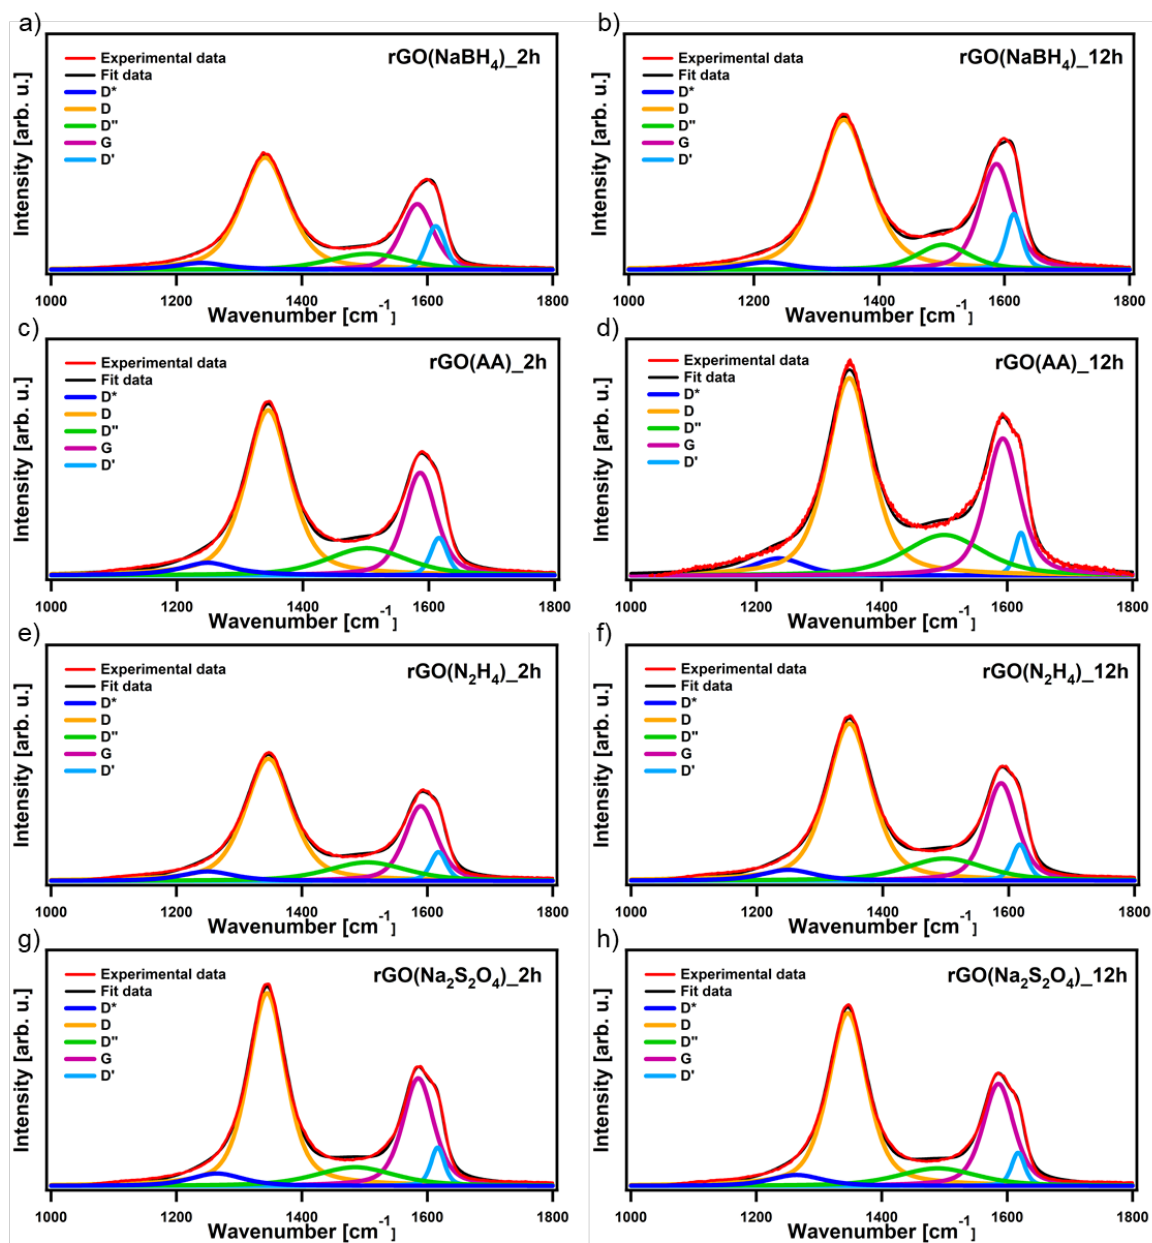 a)
rGO(NaBH₄)_2h
Experimental data
Fit data
D*
D
D"
G
D'
Intensity [arb. u.]
1000 1200 1400 1600 1800
Wavenumber [cm⁻¹]
b)
rGO(NaBH₄)_12h
Experimental data
Fit data
D*
D
D"
G
D'
Intensity [arb. u.]
1000 1200 1400 1600 1800
Wavenumber [cm⁻¹]
c)
rGO(AA)_2h
Experimental data
Fit data
D*
D
D"
G
D'
Intensity [arb. u.]
1000 1200 1400 1600 1800
Wavenumber [cm⁻¹]
d)
rGO(AA)_12h
Experimental data
Fit data
D*
D
D"
G
D'
Intensity [arb. u.]
1000 1200 1400 1600 1800
Wavenumber [cm⁻¹]
e)
rGO(N₂H₄)_2h
Experimental data
Fit data
D*
D
D"
G
D'
Intensity [arb. u.]
1000 1200 1400 1600 1800
Wavenumber [cm⁻¹]
f)
rGO(N₂H₄)_12h
Experimental data
Fit data
D*
D
D"
G
D'
Intensity [arb. u.]
1000 1200 1400 1600 1800
Wavenumber [cm⁻¹]
g)
rGO(Na₂S₂O₄)_2h
Experimental data
Fit data
D*
D
D"
G
D'
Intensity [arb. u.]
1000 1200 1400 1600 1800
Wavenumber [cm⁻¹]
h)
rGO(Na₂S₂O₄)_12h
Experimental data
Fit data
D*
D
D"
G
D'
Intensity [arb. u.]
1000 1200 1400 1600 1800
Wavenumber [cm⁻¹]